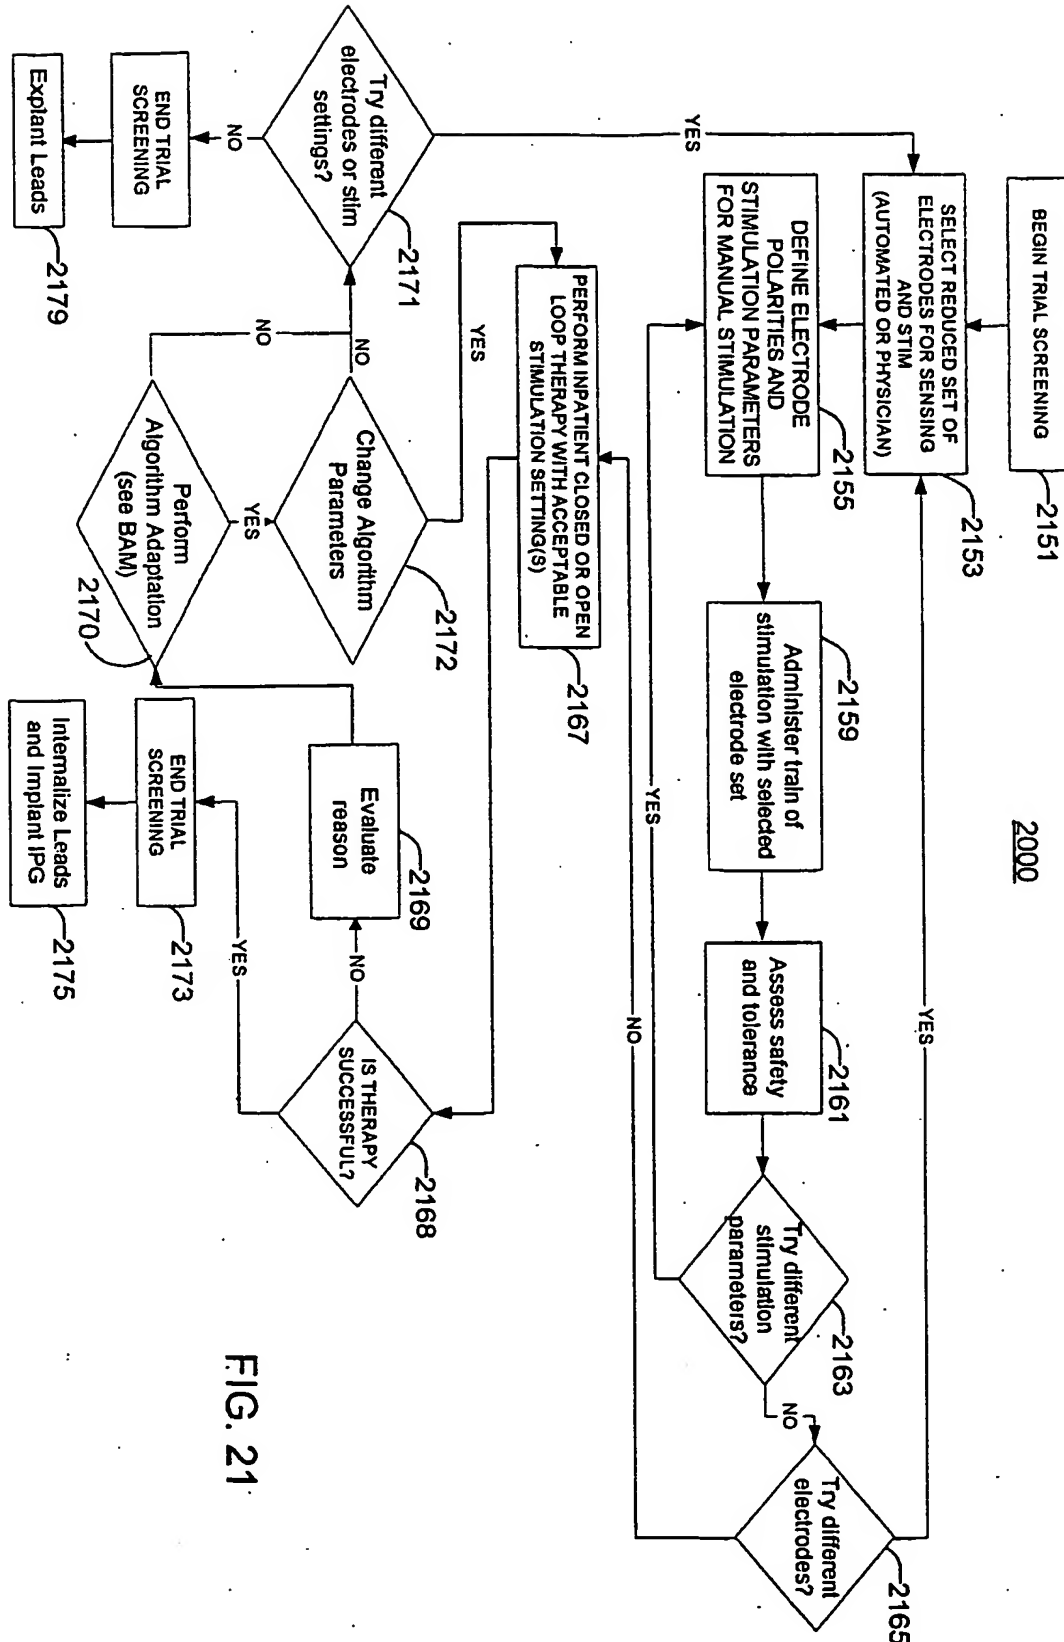 2000
BEGIN TRIAL SCREENING
2151
SELECT REDUCED SET OF
ELECTRODES FOR SENSING
AND STIM
(AUTOMATED OR PHYSICIAN)
2153
DEFINE ELECTRODE
POLARITIES AND
STIMULATION PARAMETERS
FOR MANUAL STIMULATION
2155
Administer train of
stimulation with selected
electrode set
2159
Assess safety
and tolerance
2161
Try different
stimulation
parameters?
2163
NO
YES
Try different
electrodes?
2165
YES
NO
PERFORM INPATIENT CLOSED OR OPEN
LOOP THERAPY WITH ACCEPTABLE
STIMULATION SETTING(S)
2167
IS THERAPY
SUCCESSFUL?
2168
NO
YES
Evaluate
reason
2169
Perform
Algorithm Adaptation
(see BAM)
2170
YES
NO
Change Algorithm
Parameters
2172
YES
NO
Try different
electrodes or stim
settings?
2171
YES
NO
END TRIAL
SCREENING
Explant Leads
2179
END TRIAL
SCREENING
2173
Internalize Leads
and Implant IPG
2175
FIG. 21